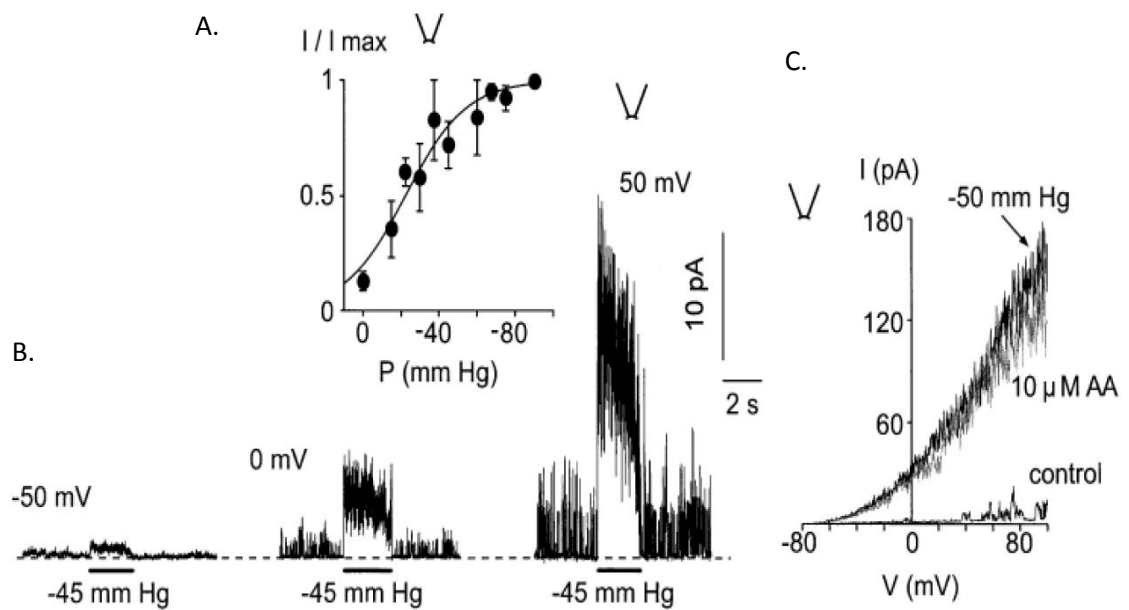 A.
I / I max
1
0.5
0
0
-40
-80
P (mm Hg)
B.
-50 mV
-45 mm Hg
0 mV
-45 mm Hg
50 mV
-45 mm Hg
10 pA
2 s
C.
I (pA)
-50 mm Hg
180
120
60
10 µM AA
control
-80
0
80
V (mV)